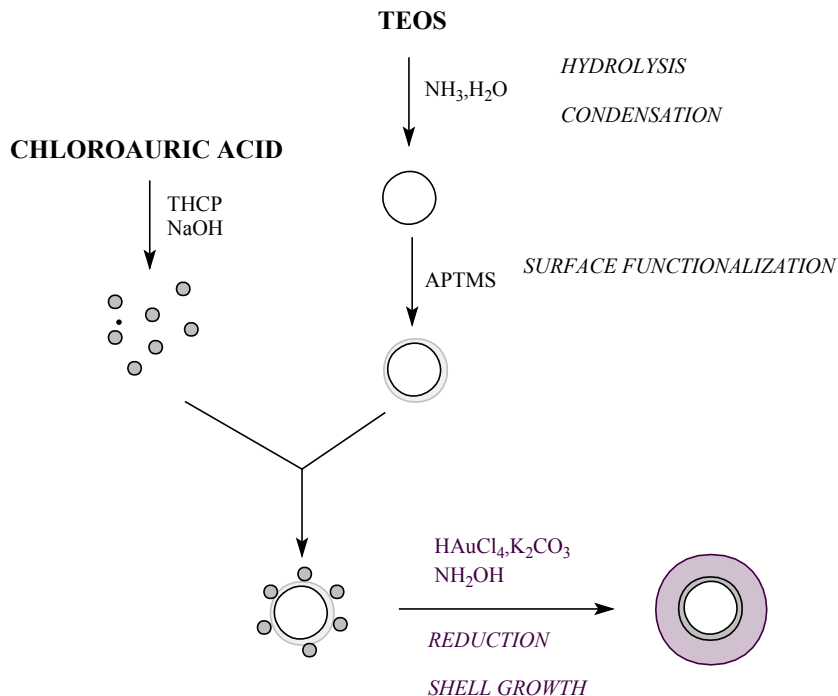 TEOS
NH₃,H₂O
HYDROLYSIS
CONDENSATION
CHLOROAURIC ACID
THCP
NaOH
APTMS
SURFACE FUNCTIONALIZATION
HAuCl₄,K₂CO₃
NH₂OH
REDUCTION
SHELL GROWTH